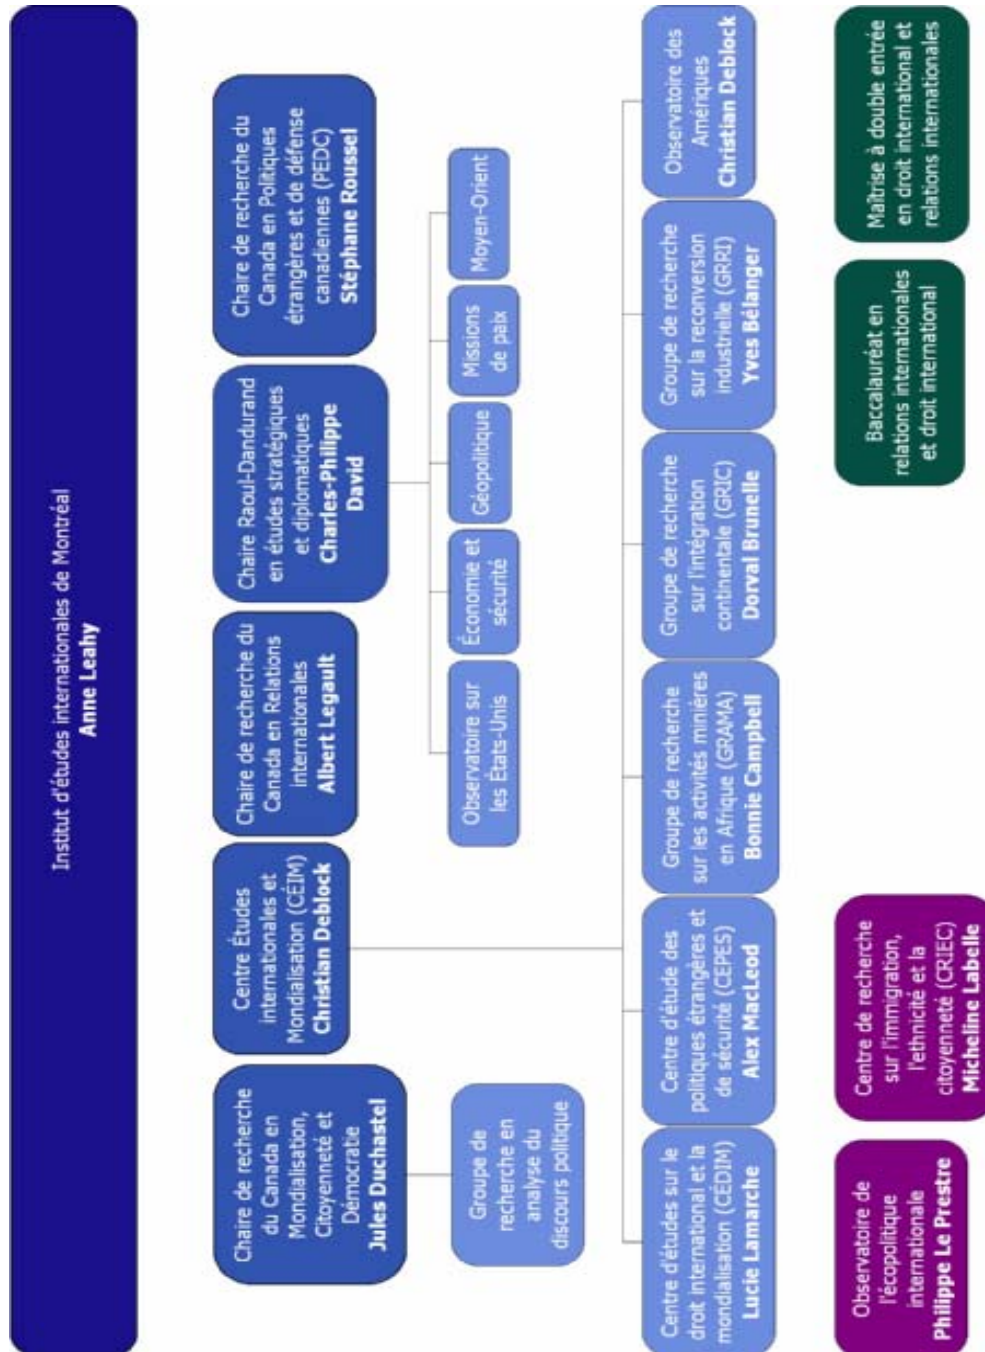 Institut d'études internationales de Montréal
Anne Leahy
Chaire de recherche
du Canada en
Mondialisation,
Citoyenneté et
Démocratie
Jules Duchastel
Centre Études
internationales et
Mondialisation (CÉIM)
Christian Deblock
Chaire de recherche du
Canada en Relations
internationales
Albert Legault
Chaire Raoul-Dandurand
en études stratégiques
et diplomatiques
Charles-Philippe
David
Chaire de recherche du
Canada en Politiques
étrangères et de défense
canadiennes (PEDC)
Stéphane Roussel
Groupe de
recherche en
analyse du
discours politique
Observatoire sur
les États-Unis
Économie et
sécurité
Géopolitique
Missions
de paix
Moyen-Orient
Centre d'études sur le
droit international et la
mondialisation (CÉDIM)
Lucie Lamarche
Centre d'étude des
politiques étrangères et
de sécurité (CEPES)
Alex MacLeod
Groupe de recherche
sur les activités minières
en Afrique (GRAMA)
Bonnie Campbell
Groupe de recherche
sur l'intégration
continentale (GRIC)
Dorval Brunelle
Groupe de recherche
sur la reconversion
industrielle (GRRI)
Yves Bélanger
Observatoire des
Amériques
Christian Deblock
Observatoire de
l'écopolitique
internationale
Philippe Le Prestre
Centre de recherche
sur l'immigration,
l'ethnicité et la
citoyenneté (CRIEC)
Micheline Labelle
Baccalauréat en
relations internationales
et droit international
Maîtrise à double entrée
en droit international et
relations internationales